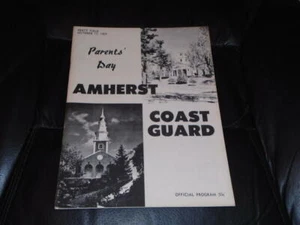 Parents'
Day
AMHERST
COAST
GUARD
OFFICIAL PROGRAM